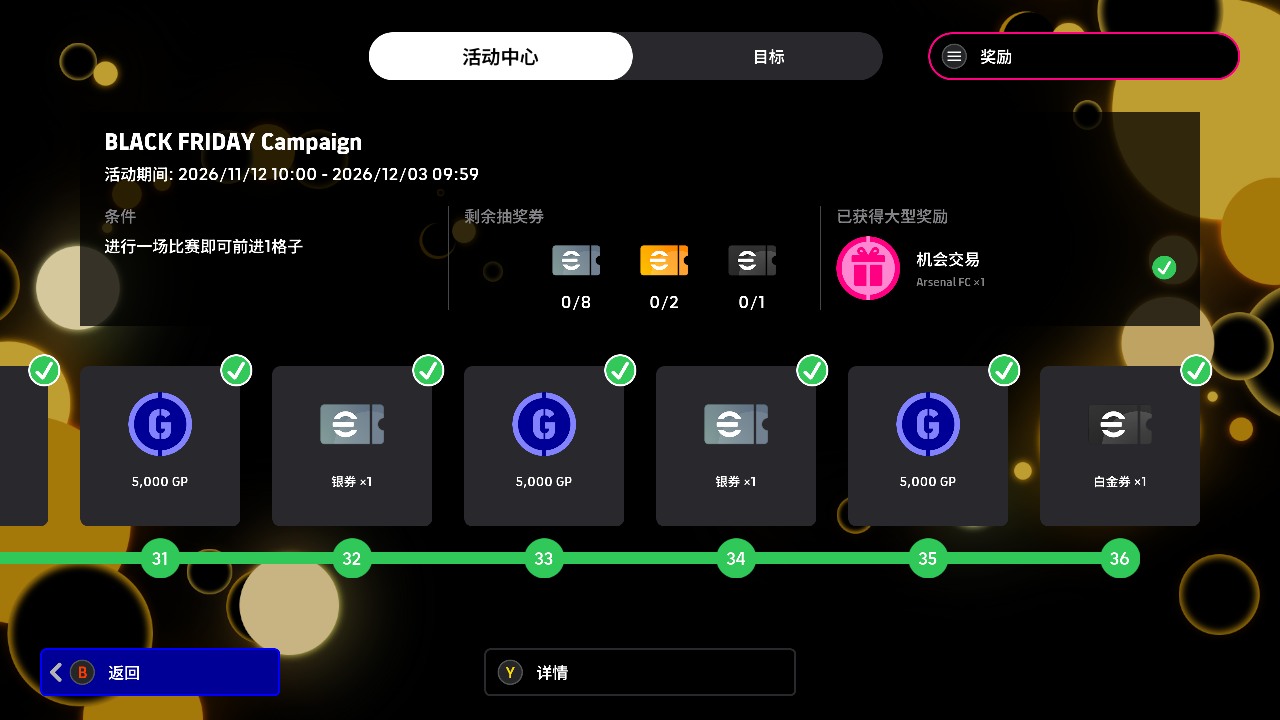 活动中心
目标
奖励
BLACK FRIDAY Campaign
活动期间: 2026/11/12 10:00 - 2026/12/03 09:59
条件
进行一场比赛即可前进1格子
剩余抽奖券
0/8
0/2
0/1
已获得大型奖励
机会交易
Arsenal FC ×1
5,000 GP
银券 ×1
5,000 GP
银券 ×1
5,000 GP
白金券 ×1
31
32
33
34
35
36
B 返回
Y 详情